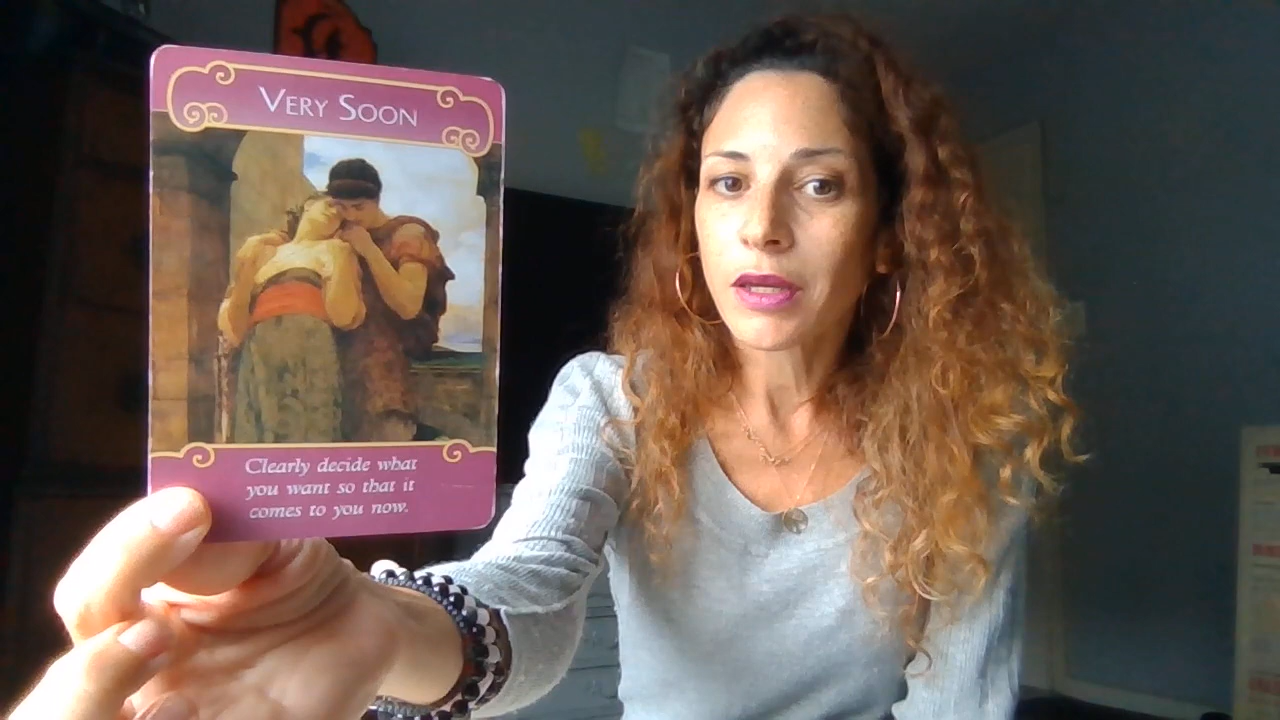 VERY SOON
Clearly decide what
you want so that it
comes to you now.